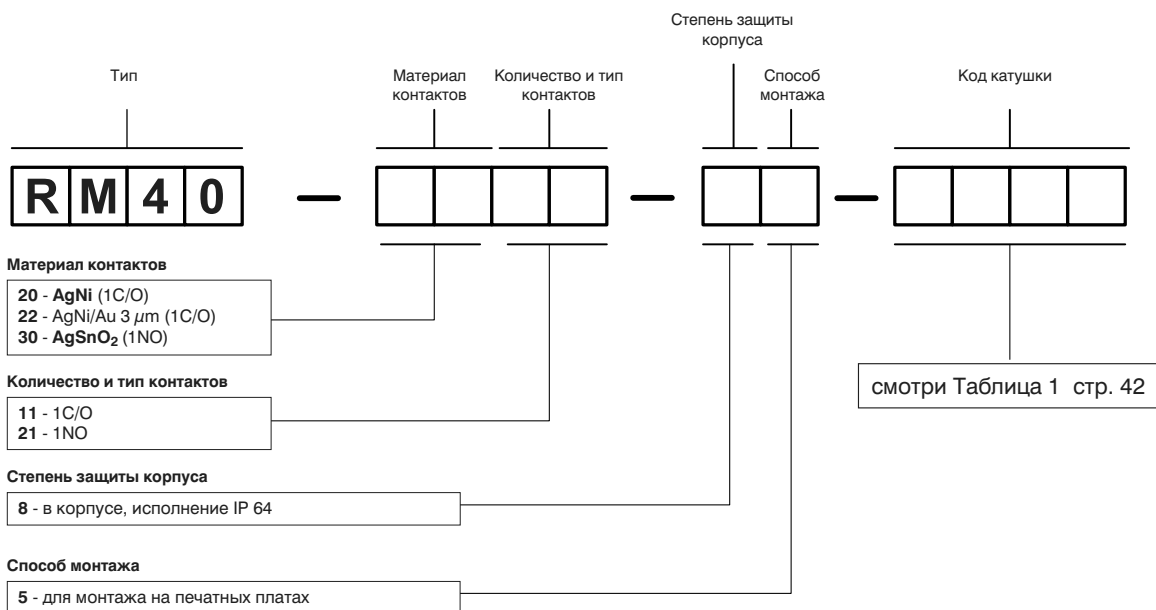 Степень защиты
корпуса
Тип
Материал
контактов
Количество и тип
контактов
Способ
монтажа
Код катушки
RM40 – – –
Материал контактов
20 - AgNi (1C/O)
22 - AgNi/Au 3 µm (1C/O)
30 - AgSnO₂ (1NO)
Количество и тип контактов
11 - 1C/O
21 - 1NO
смотри Таблица 1 стр. 42
Степень защиты корпуса
8 - в корпусе, исполнение IP 64
Способ монтажа
5 - для монтажа на печатных платах